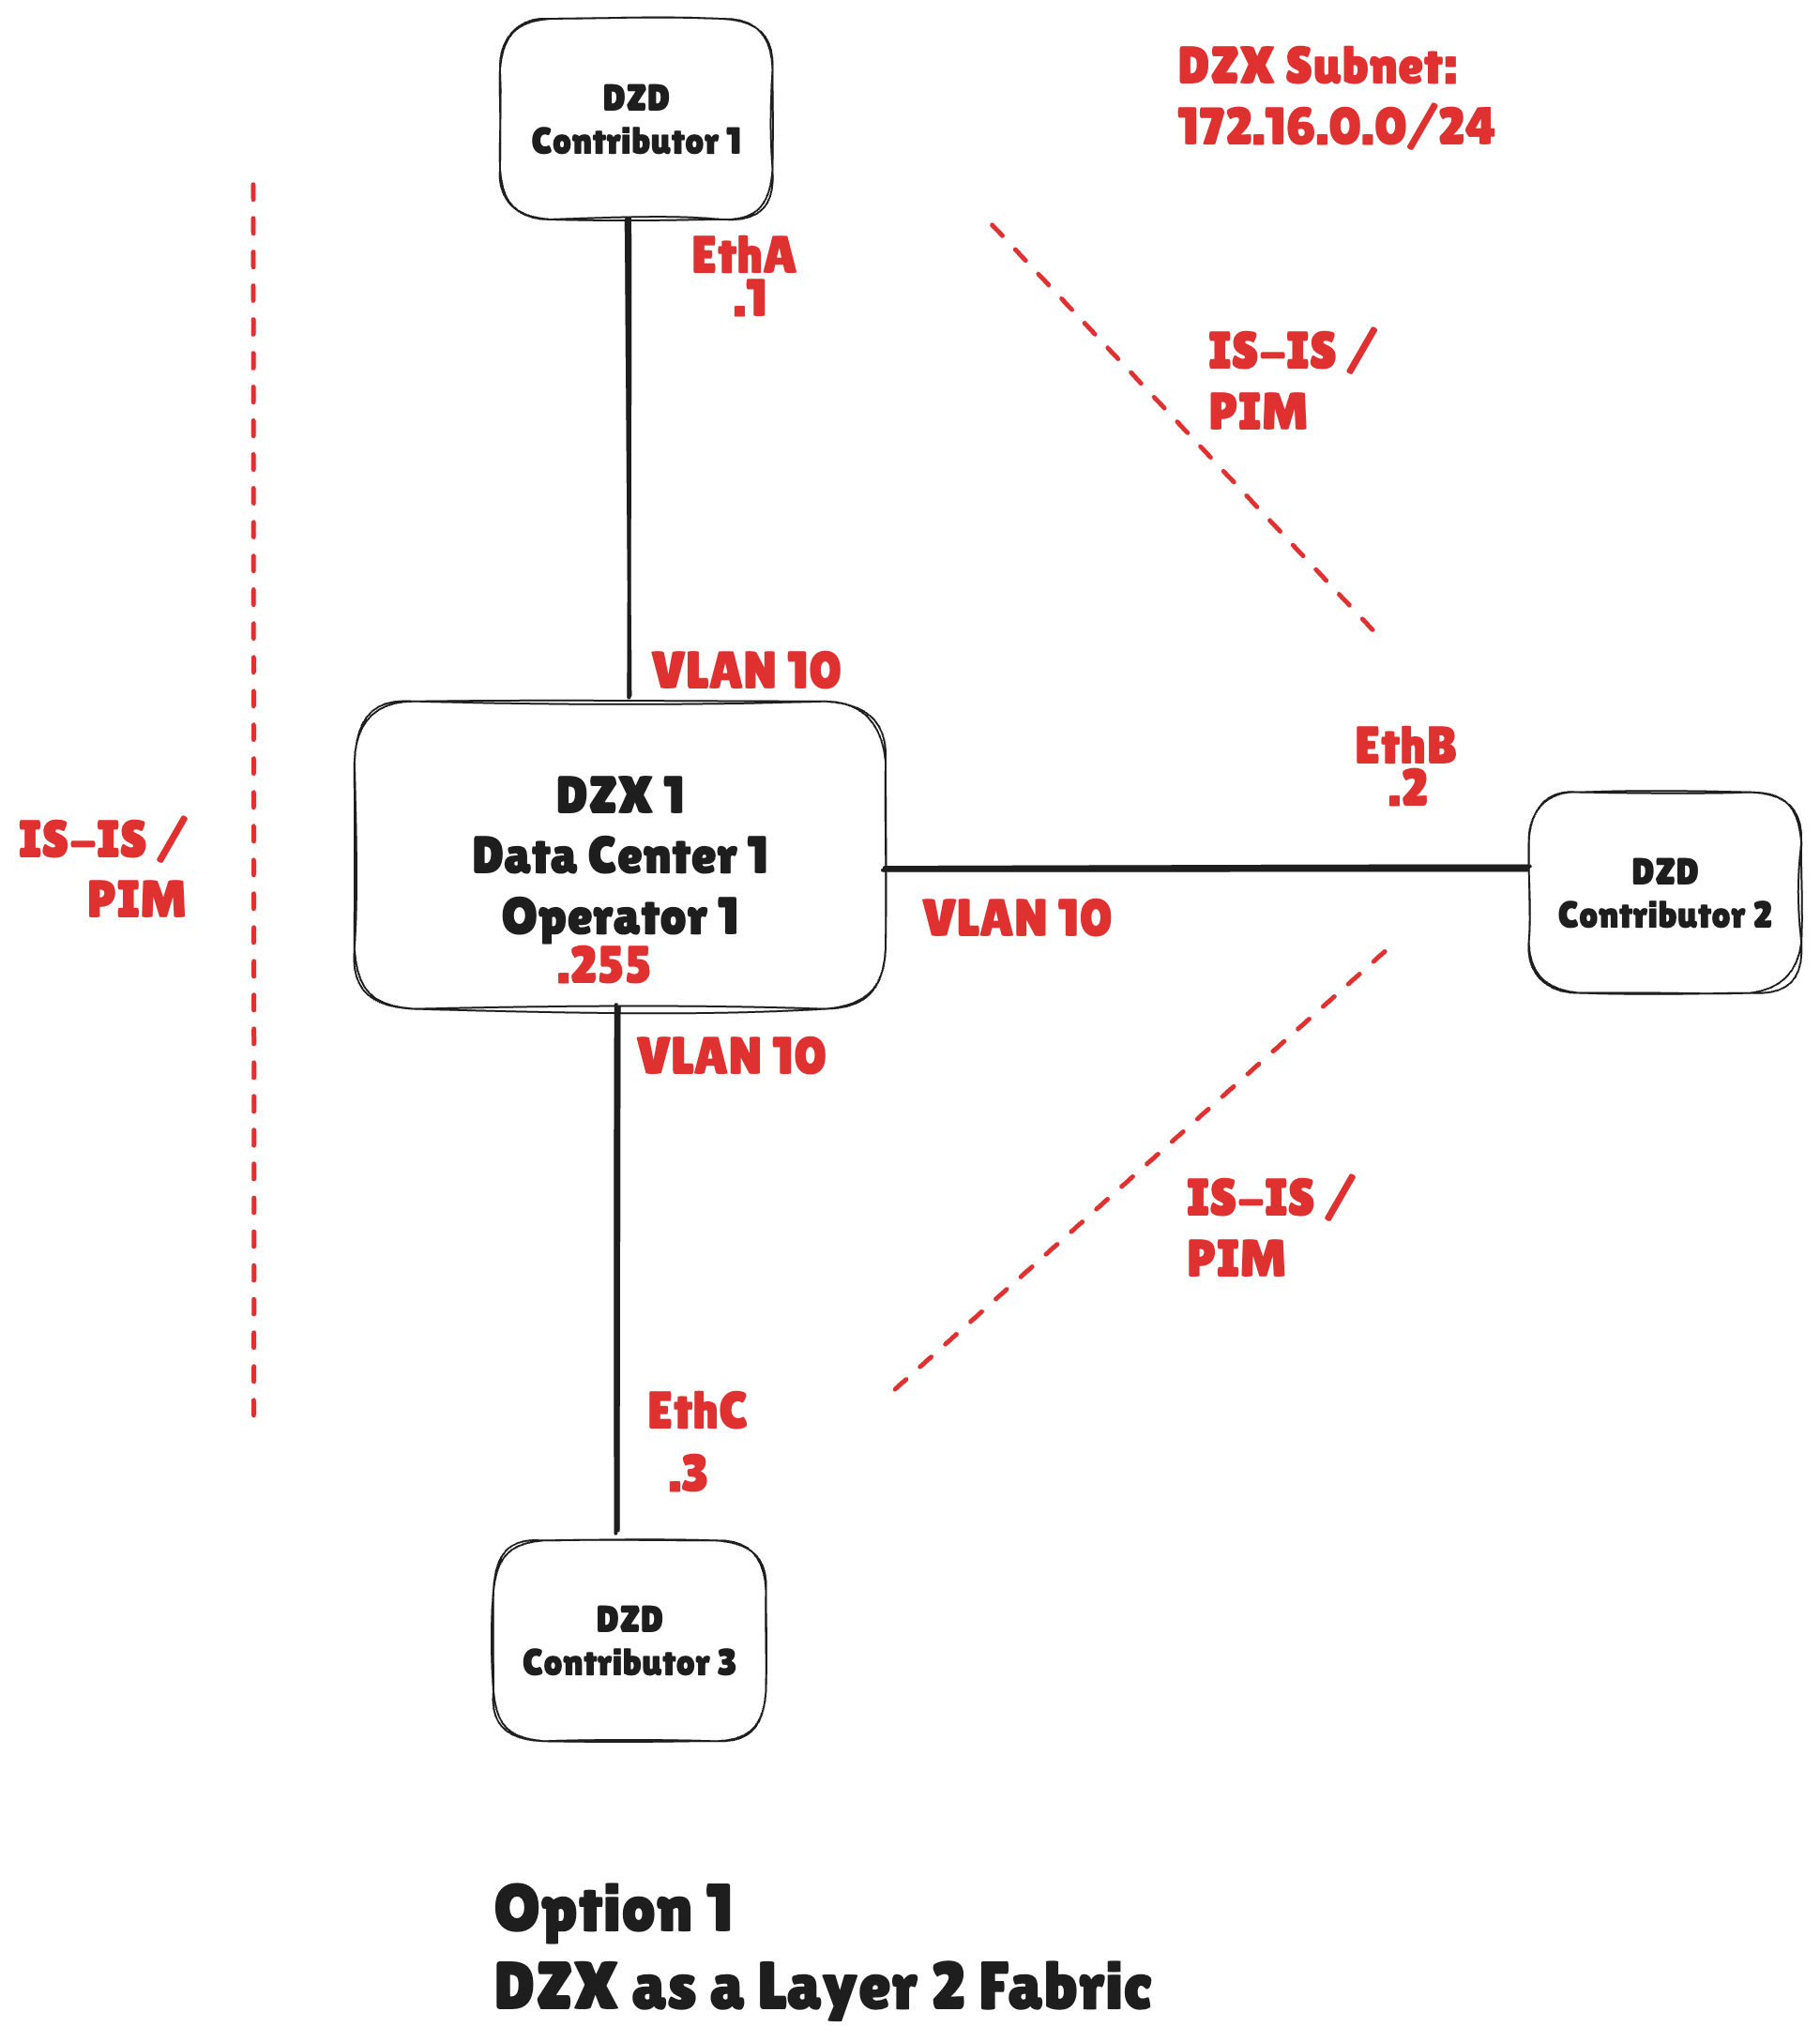 DZD
Contributor 1
DZX Subnet:
172.16.0.0/24
EthA
.1
IS-IS /
PIM
VLAN 10
EthB
.2
DZX 1
Data Center 1
Operator 1
.255
IS-IS /
PIM
VLAN 10
DZD
Contributor 2
VLAN 10
IS-IS /
PIM
EthC
.3
DZD
Contributor 3
Option 1
DZX as a Layer 2 Fabric